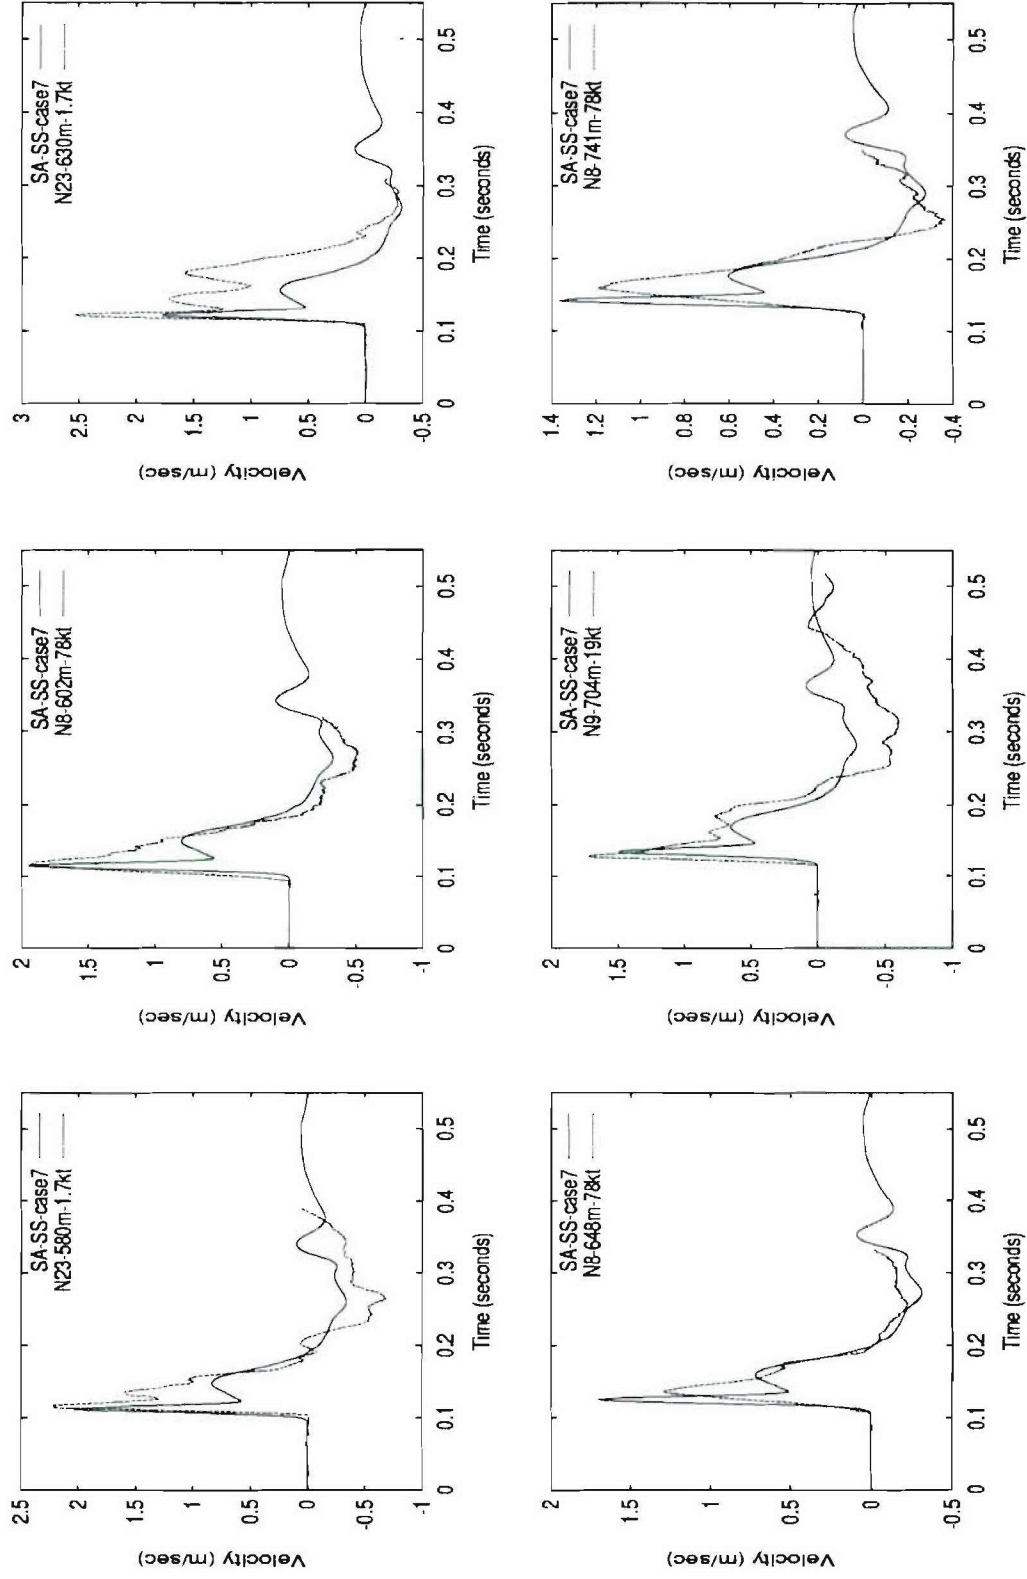 SA-SS-case7
N23-580m-1.7kt
2.5
2
1.5
1
0.5
0
-0.5
-1
Velocity (m/sec)
0 0.1 0.2 0.3 0.4 0.5
Time (seconds)
SA-SS-case7
N8-602m-78kt
2
1.5
1
0.5
0
-0.5
-1
Velocity (m/sec)
0 0.1 0.2 0.3 0.4 0.5
Time (seconds)
SA-SS-case7
N23-630m-1.7kt
3
2.5
2
1.5
1
0.5
0
-0.5
Velocity (m/sec)
0 0.1 0.2 0.3 0.4 0.5
Time (seconds)
SA-SS-case7
N8-648m-78kt
2
1.5
1
0.5
0
-0.5
Velocity (m/sec)
0 0.1 0.2 0.3 0.4 0.5
Time (seconds)
SA-SS-case7
N9-704m-19kt
2
1.5
1
0.5
0
-0.5
-1
Velocity (m/sec)
0 0.1 0.2 0.3 0.4 0.5
Time (seconds)
SA-SS-case7
N8-741m-78kt
1.4
1.2
1
0.8
0.6
0.4
0.2
0
-0.2
-0.4
Velocity (m/sec)
0 0.1 0.2 0.3 0.4 0.5
Time (seconds)